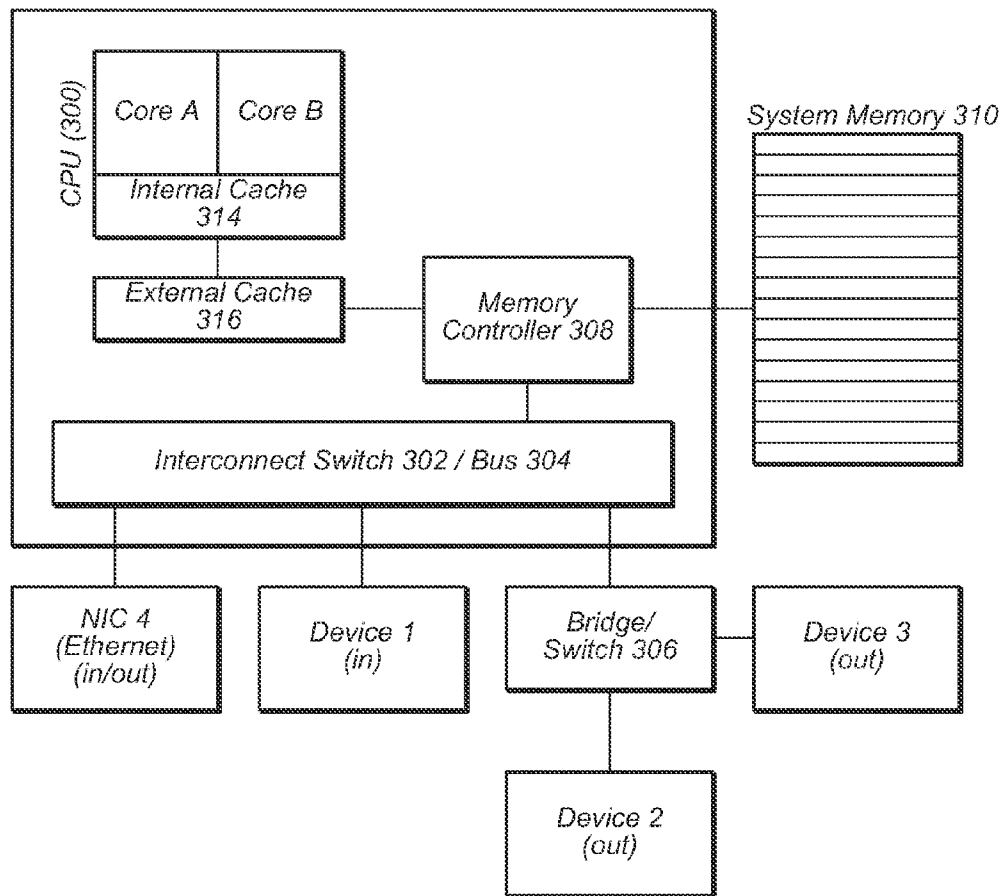 CPU (300)
Core A
Core B
Internal Cache
314
External Cache
316
Memory
Controller 308
System Memory 310
Interconnect Switch 302 / Bus 304
NIC 4
(Ethernet)
(in/out)
Device 1
(in)
Bridge/
Switch 306
Device 3
(out)
Device 2
(out)